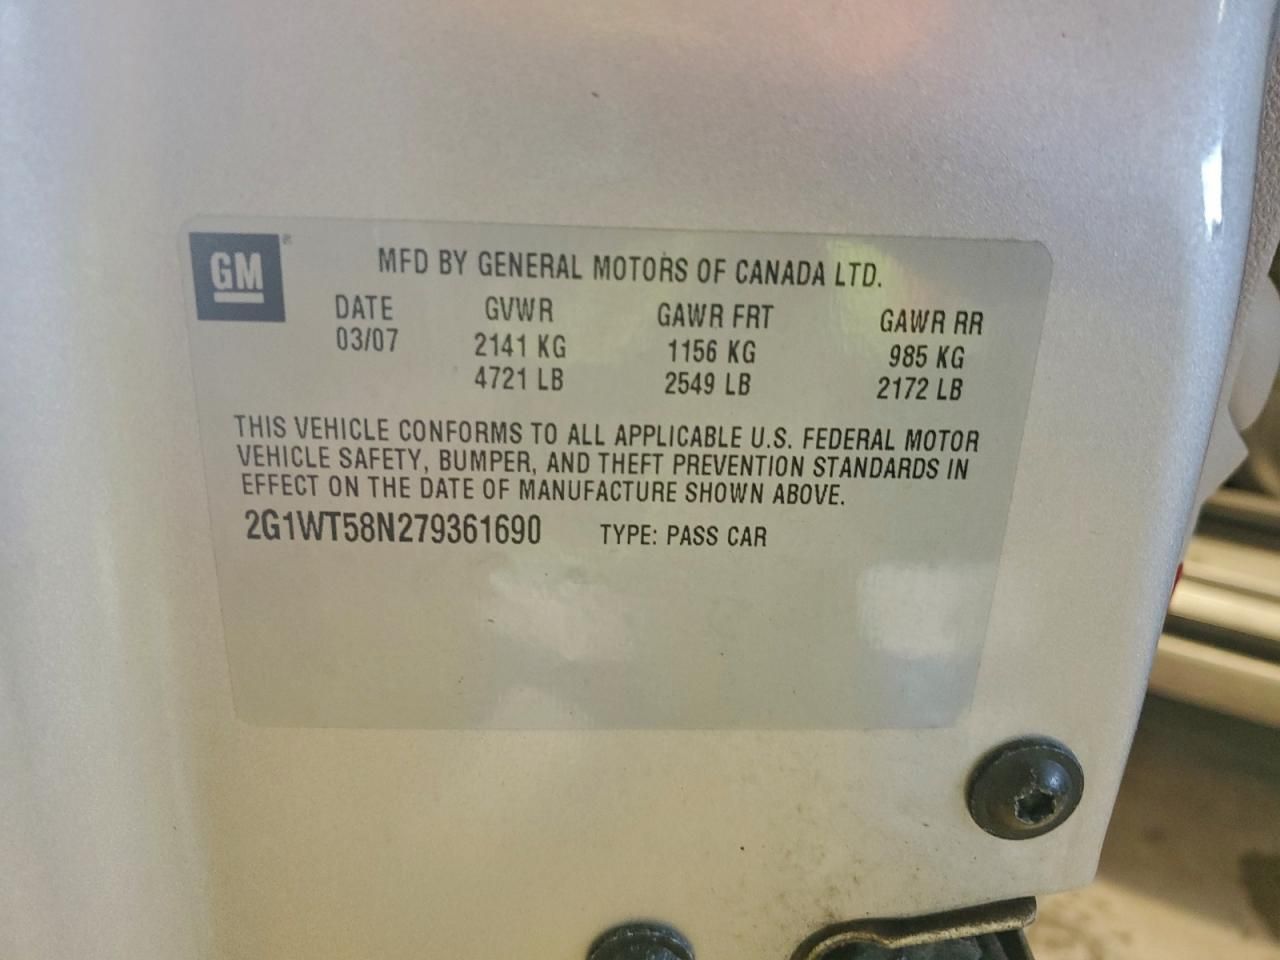 GM
MFD BY GENERAL MOTORS OF CANADA LTD.
DATE GVWR GAWR FRT GAWR RR
03/07 2141 KG 1156 KG 985 KG
4721 LB 2549 LB 2172 LB
THIS VEHICLE CONFORMS TO ALL APPLICABLE U.S. FEDERAL MOTOR
VEHICLE SAFETY, BUMPER, AND THEFT PREVENTION STANDARDS IN
EFFECT ON THE DATE OF MANUFACTURE SHOWN ABOVE.
2G1WT58N279361690 TYPE: PASS CAR